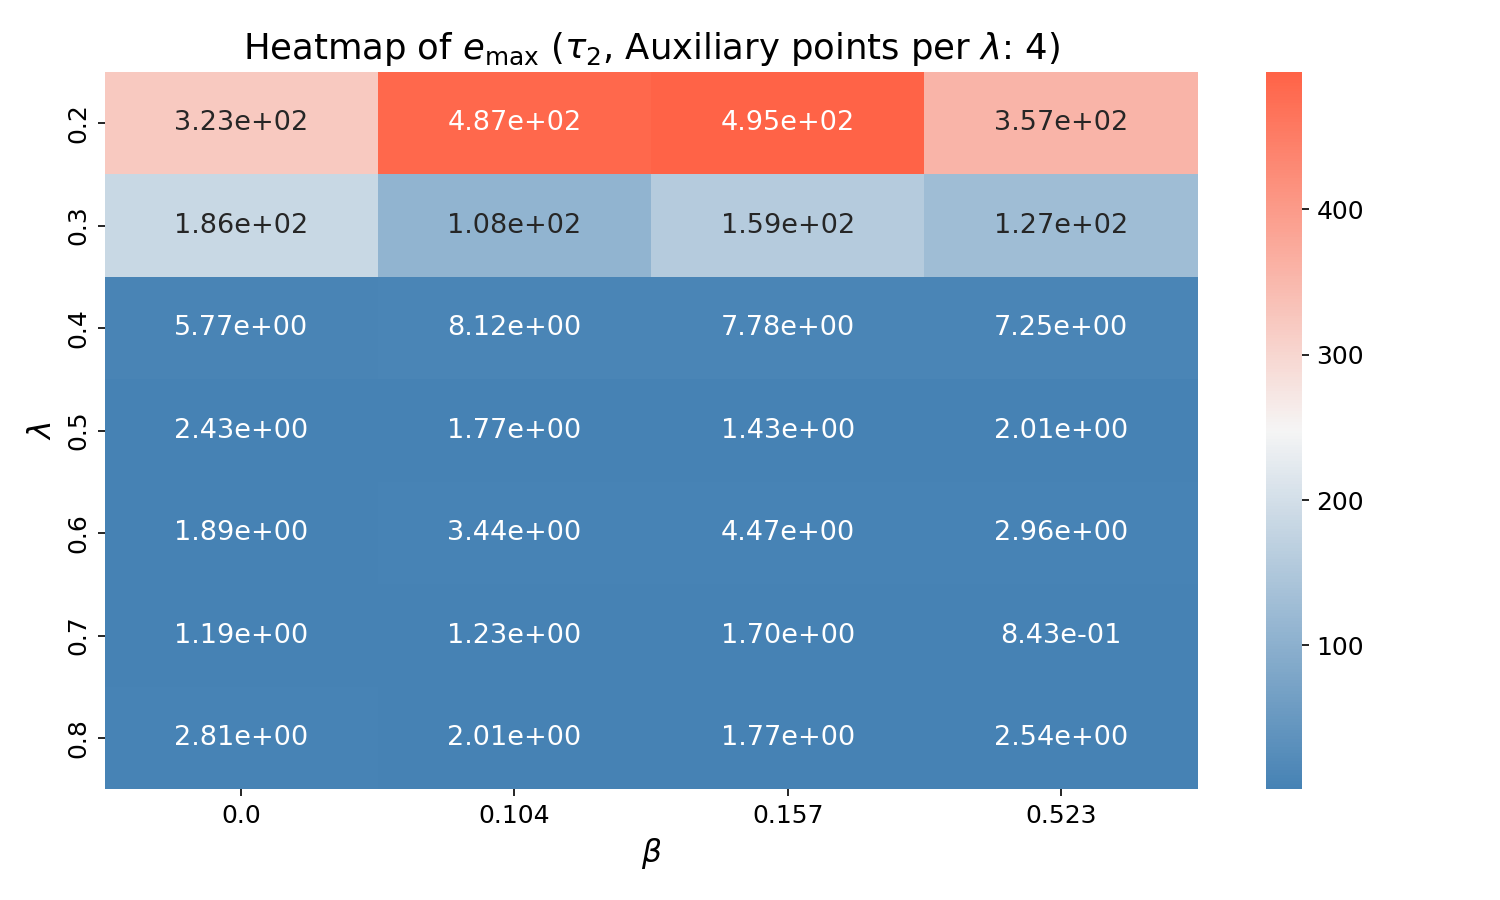 Heatmap of e_max (τ_2, Auxiliary points per λ: 4)
0.2 3.23e+02 4.87e+02 4.95e+02 3.57e+02
0.3 1.86e+02 1.08e+02 1.59e+02 1.27e+02
0.4 5.77e+00 8.12e+00 7.78e+00 7.25e+00
0.5 2.43e+00 1.77e+00 1.43e+00 2.01e+00
0.6 1.89e+00 3.44e+00 4.47e+00 2.96e+00
0.7 1.19e+00 1.23e+00 1.70e+00 8.43e-01
0.8 2.81e+00 2.01e+00 1.77e+00 2.54e+00
λ
0.0 0.104 0.157 0.523
β
400
300
200
100